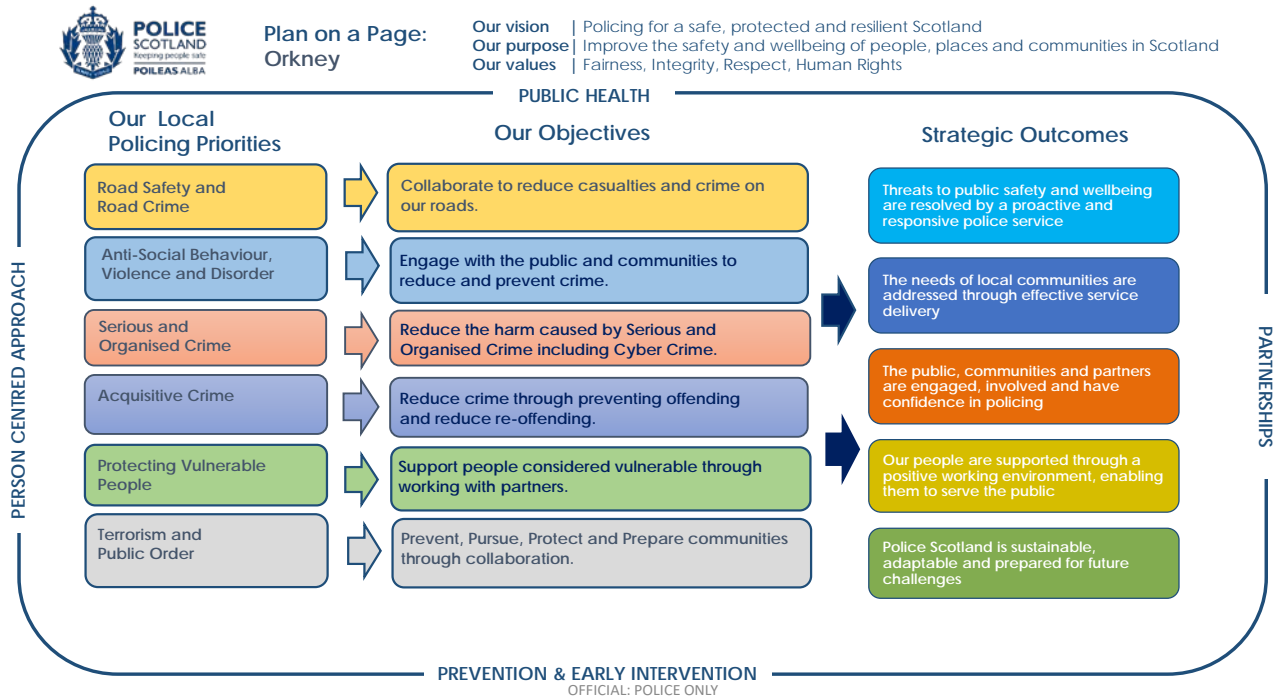 POLICE
SCOTLAND
Keeping people safe
POILEAS ALBA
Plan on a Page:
Orkney
Our vision | Policing for a safe, protected and resilient Scotland
Our purpose | Improve the safety and wellbeing of people, places and communities in Scotland
Our values | Fairness, Integrity, Respect, Human Rights
PUBLIC HEALTH
Our Local
Policing Priorities
Our Objectives
Strategic Outcomes
Road Safety and
Road Crime
Collaborate to reduce casualties and crime on
our roads.
Anti-Social Behaviour,
Violence and Disorder
Engage with the public and communities to
reduce and prevent crime.
Serious and
Organised Crime
Reduce the harm caused by Serious and
Organised Crime including Cyber Crime.
Acquisitive Crime
Reduce crime through preventing offending
and reduce re-offending.
Protecting Vulnerable
People
Support people considered vulnerable through
working with partners.
Terrorism and
Public Order
Prevent, Pursue, Protect and Prepare communities
through collaboration.
Threats to public safety and wellbeing
are resolved by a proactive and
responsive police service
The needs of local communities are
addressed through effective service
delivery
The public, communities and partners
are engaged, involved and have
confidence in policing
Our people are supported through a
positive working environment, enabling
them to serve the public
Police Scotland is sustainable,
adaptable and prepared for future
challenges
PERSON CENTRED APPROACH
PARTNERSHIPS
PREVENTION & EARLY INTERVENTION
OFFICIAL: POLICE ONLY